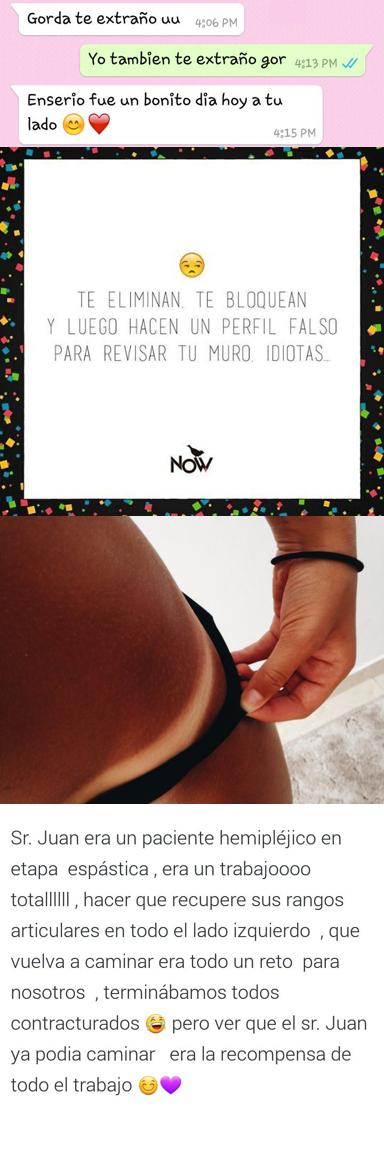 Gorda te extraño uu 4:06 PM
Yo tambien te extraño gor 4:13 PM
Enserio fue un bonito dia hoy a tu
lado 😊❤️
4:15 PM
😒
TE ELIMINAN, TE BLOQUEAN
Y LUEGO HACEN UN PERFIL FALSO
PARA REVISAR TU MURO, IDIOTAS...
NOW
Sr. Juan era un paciente hemipléjico en
etapa espástica , era un trabajoooo
totallllll , hacer que recupere sus rangos
articulares en todo el lado izquierdo , que
vuelva a caminar era todo un reto para
nosotros , terminábamos todos
contracturados 😅 pero ver que el sr. Juan
ya podia caminar era la recompensa de
todo el trabajo 😊💜